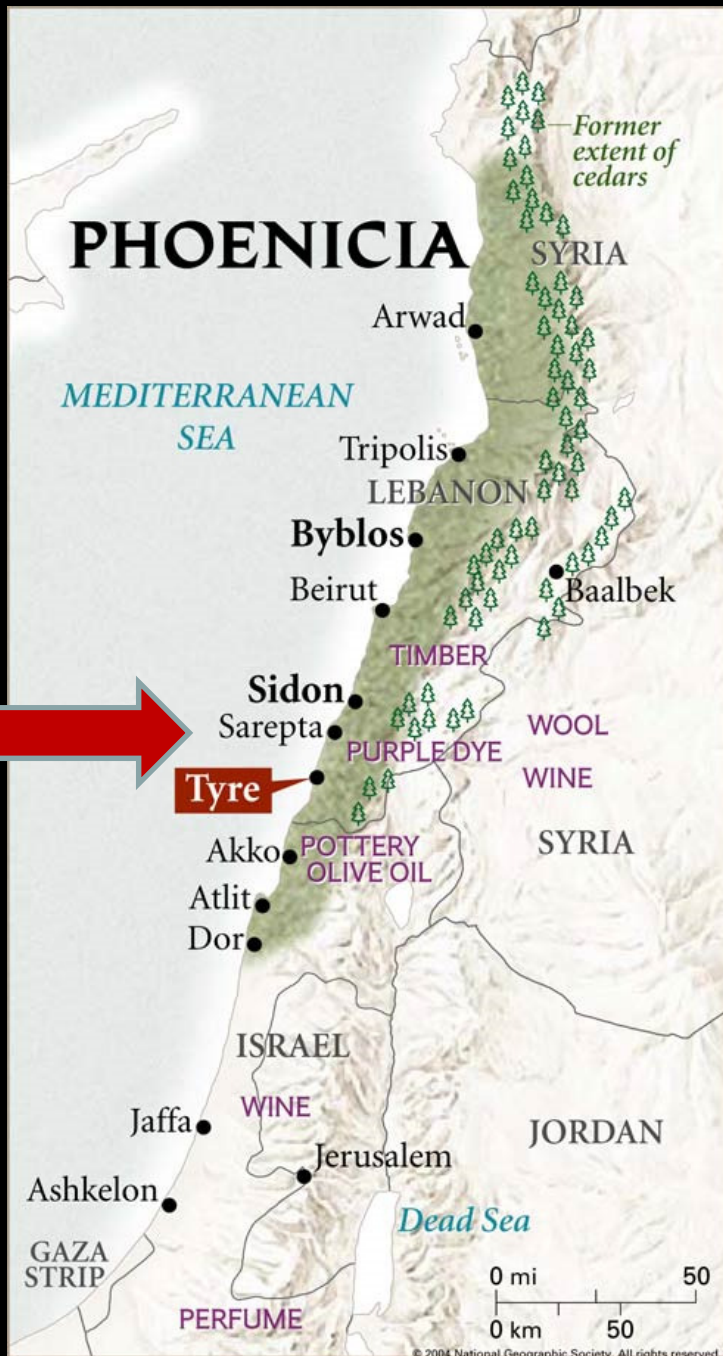 Former
extent of
cedars
PHOENICIA
SYRIA
Arwad
MEDITERRANEAN
SEA
Tripolis
LEBANON
Byblos
Beirut
Baalbek
TIMBER
Sidon
Sarepta
WOOL
PURPLE DYE
WINE
Tyre
SYRIA
Akko
POTTERY
OLIVE OIL
Atlit
Dor
ISRAEL
WINE
Jaffa
JORDAN
Jerusalem
Ashkelon
Dead Sea
GAZA
STRIP
0 mi 50
0 km 50
PERFUME
© 2004 National Geographic Society. All rights reserved.